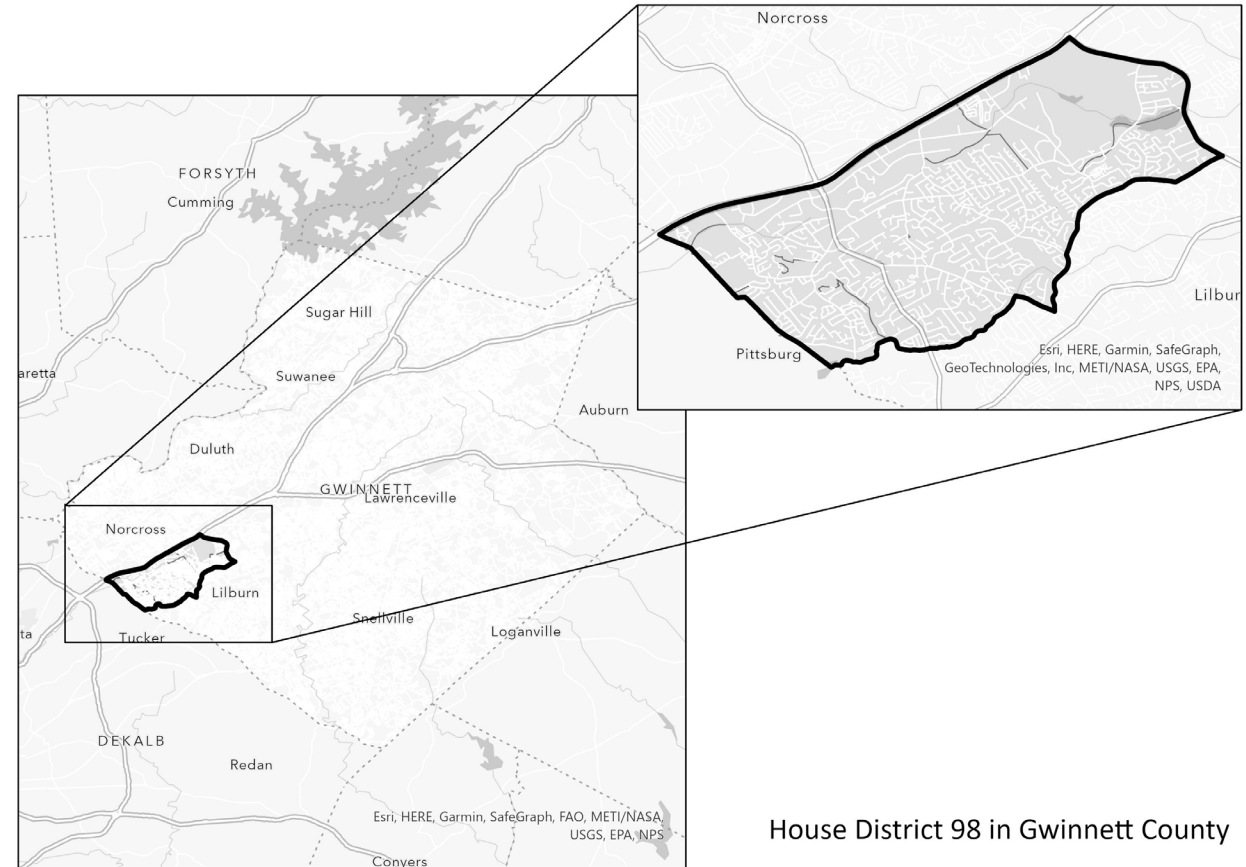 Norcross
Lilbur
Pittsburg
Esri, HERE, Garmin, SafeGraph,
GeoTechnologies, Inc, METI/NASA, USGS, EPA,
NPS, USDA
FORSYTH
Cumming
Sugar Hill
Suwanee
aretta
Auburn
Duluth
GWINNETT
Lawrenceville
Norcross
Lilburn
Snellville
ta
Tucker
Loganville
DEKALB
Redan
Esri, HERE, Garmin, SafeGraph, FAO, METI/NASA,
USGS, EPA, NPS
Conyers
House District 98 in Gwinnett County